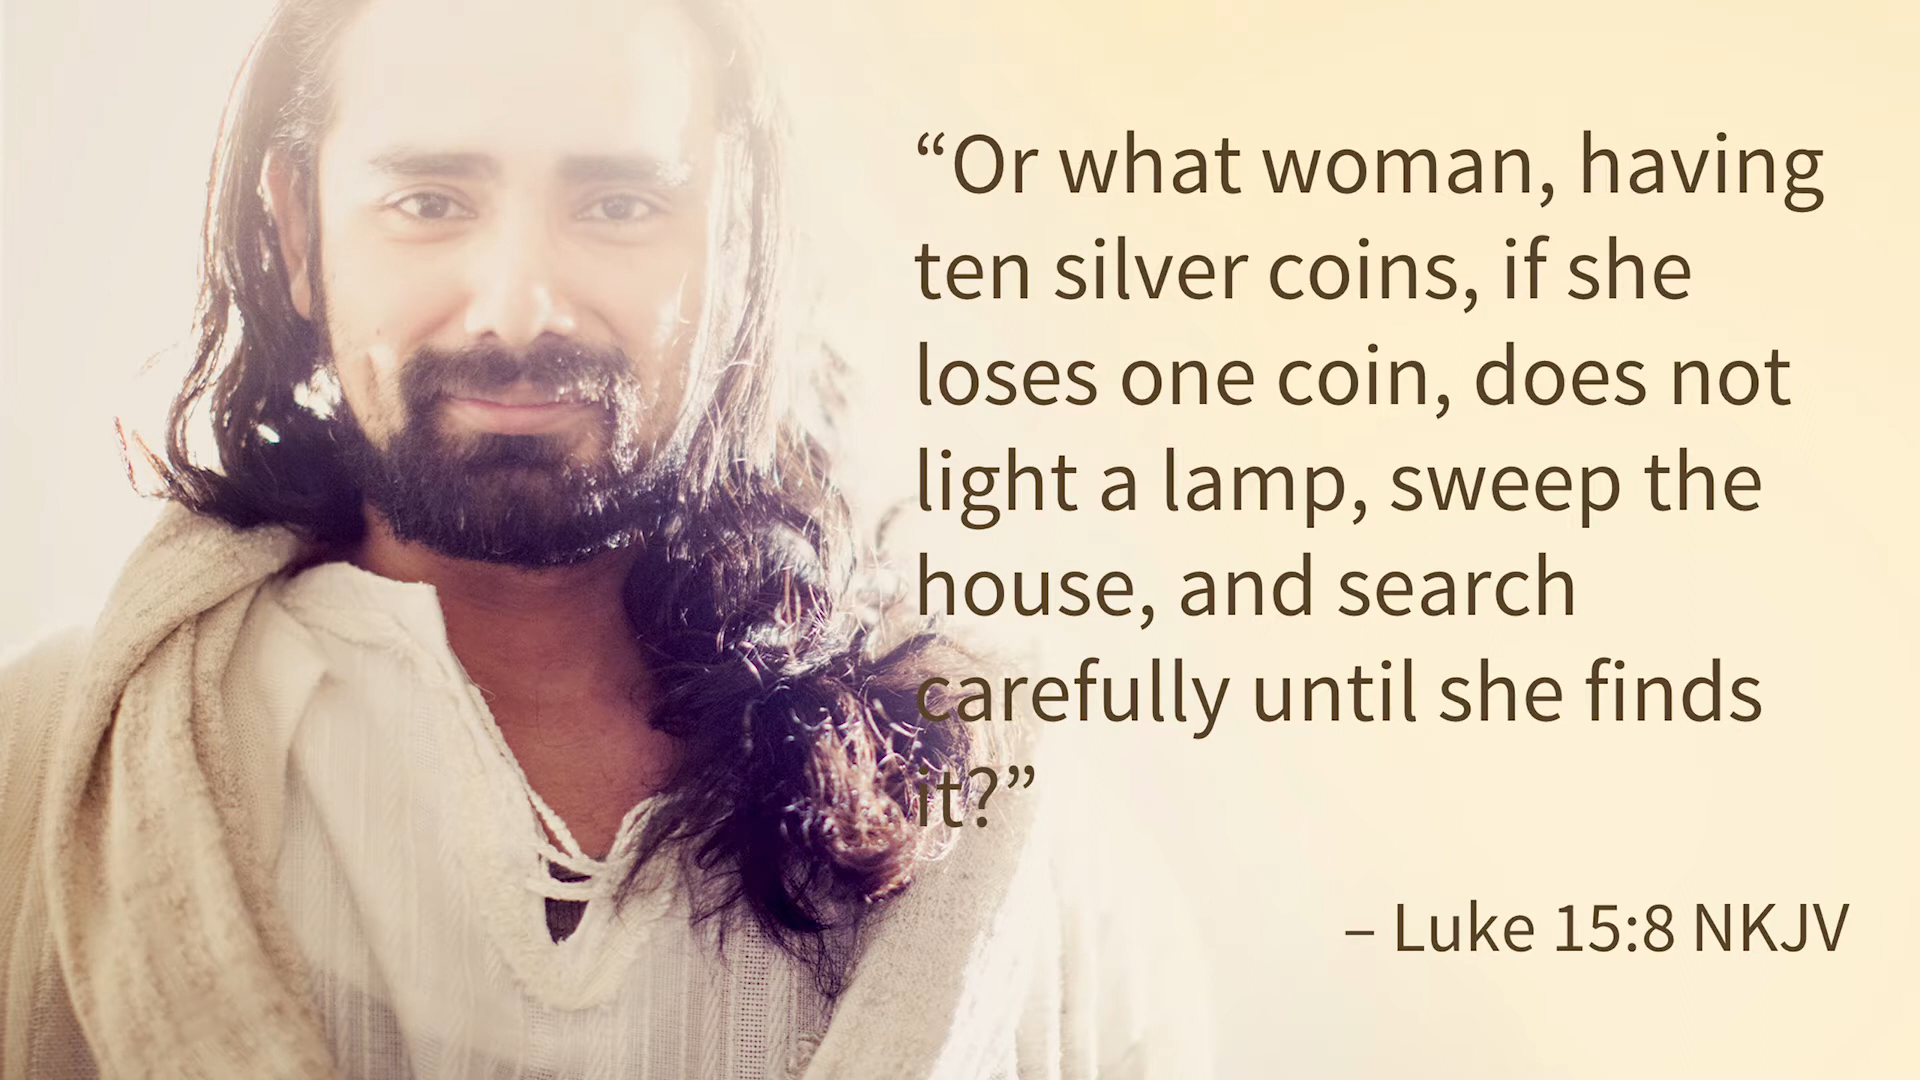 “Or what woman, having
ten silver coins, if she
loses one coin, does not
light a lamp, sweep the
house, and search
carefully until she finds
it?”
– Luke 15:8 NKJV